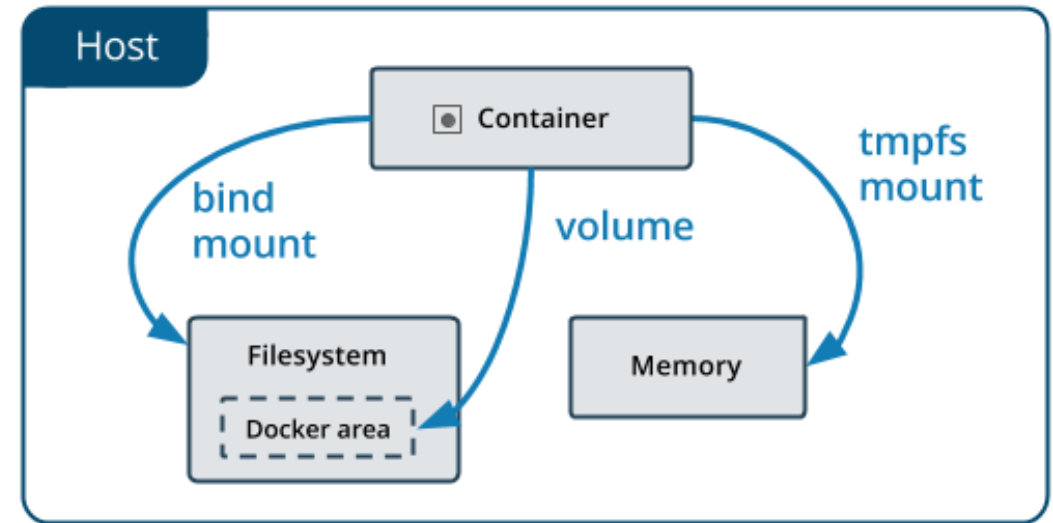 Host
Container
bind
mount
volume
tmpfs
mount
Filesystem
Docker area
Memory